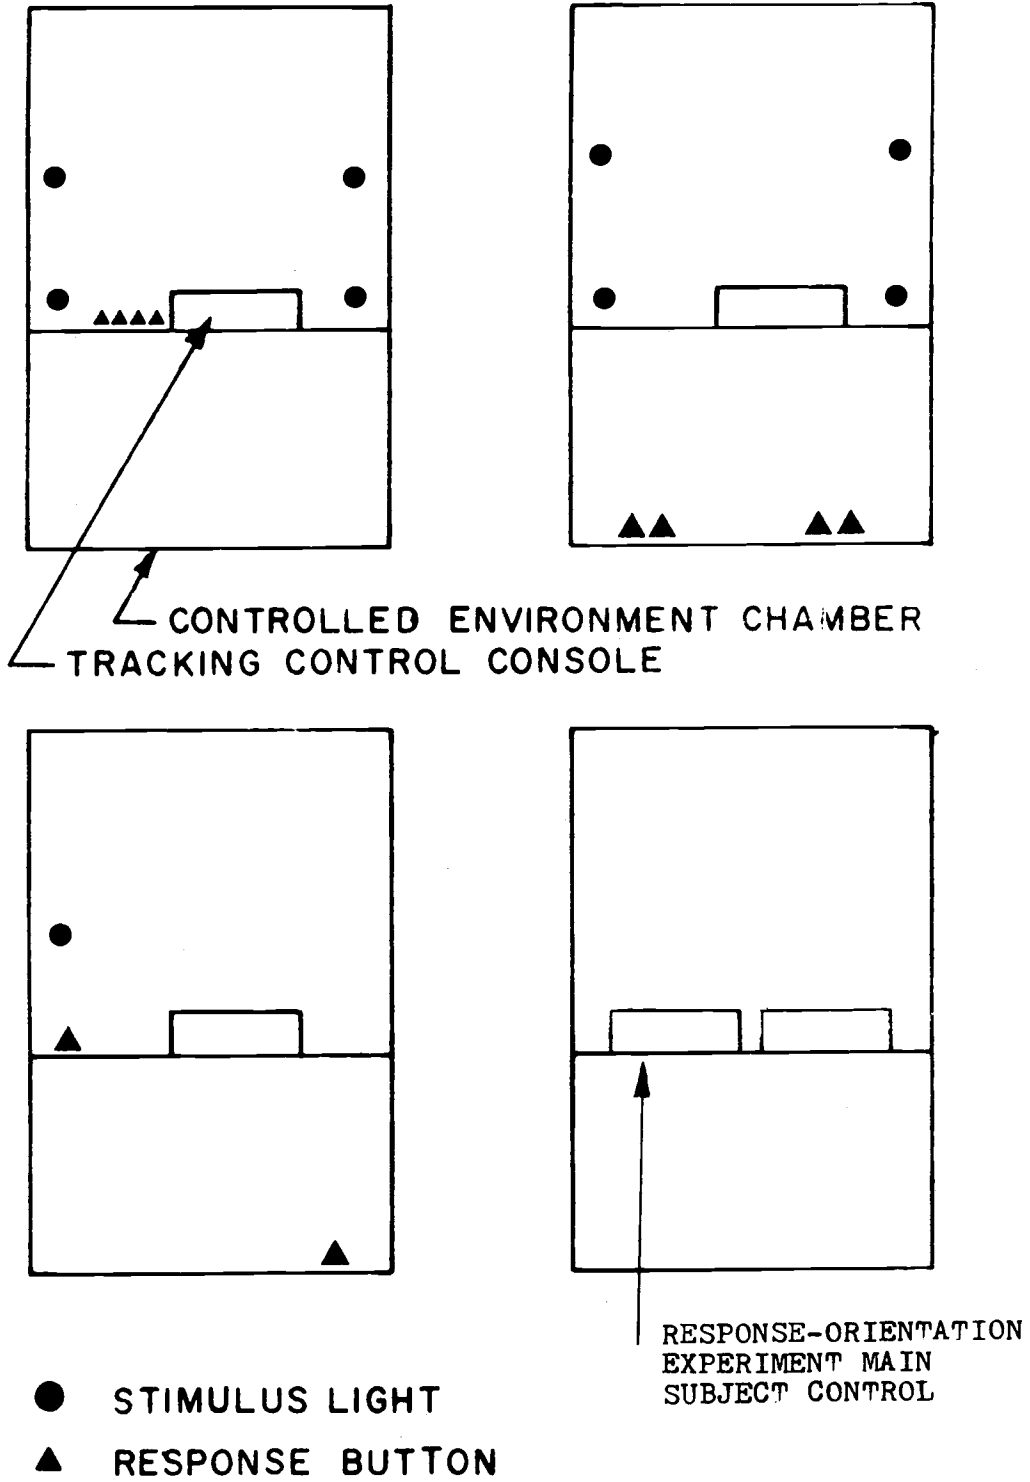 CONTROLLED ENVIRONMENT CHAMBER
TRACKING CONTROL CONSOLE
RESPONSE-ORIENTATION
EXPERIMENT MAIN
SUBJECT CONTROL
STIMULUS LIGHT
RESPONSE BUTTON